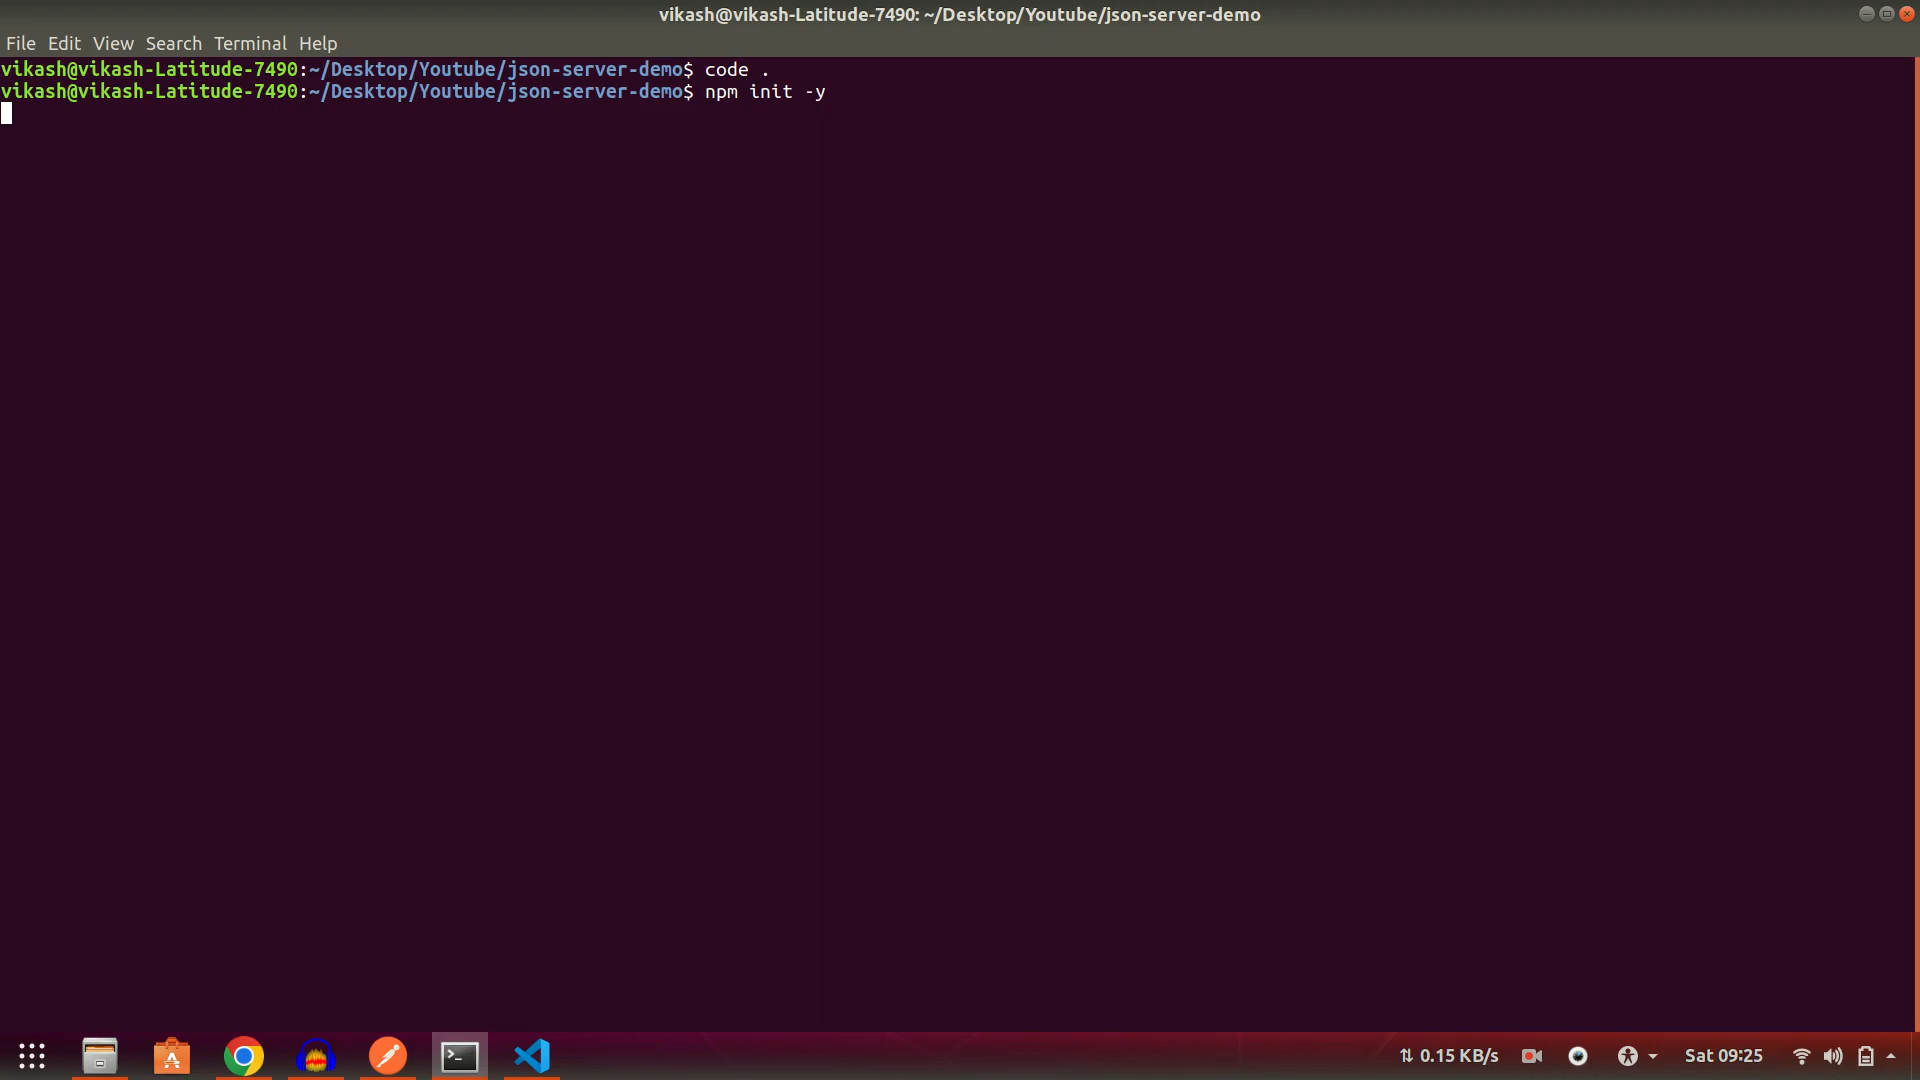 vikash@vikash-Latitude-7490: ~/Desktop/Youtube/json-server-demo
File Edit View Search Terminal Help
vikash@vikash-Latitude-7490:~/Desktop/Youtube/json-server-demo$ code .
vikash@vikash-Latitude-7490:~/Desktop/Youtube/json-server-demo$ npm init -y
0.15 KB/s Sat 09:25